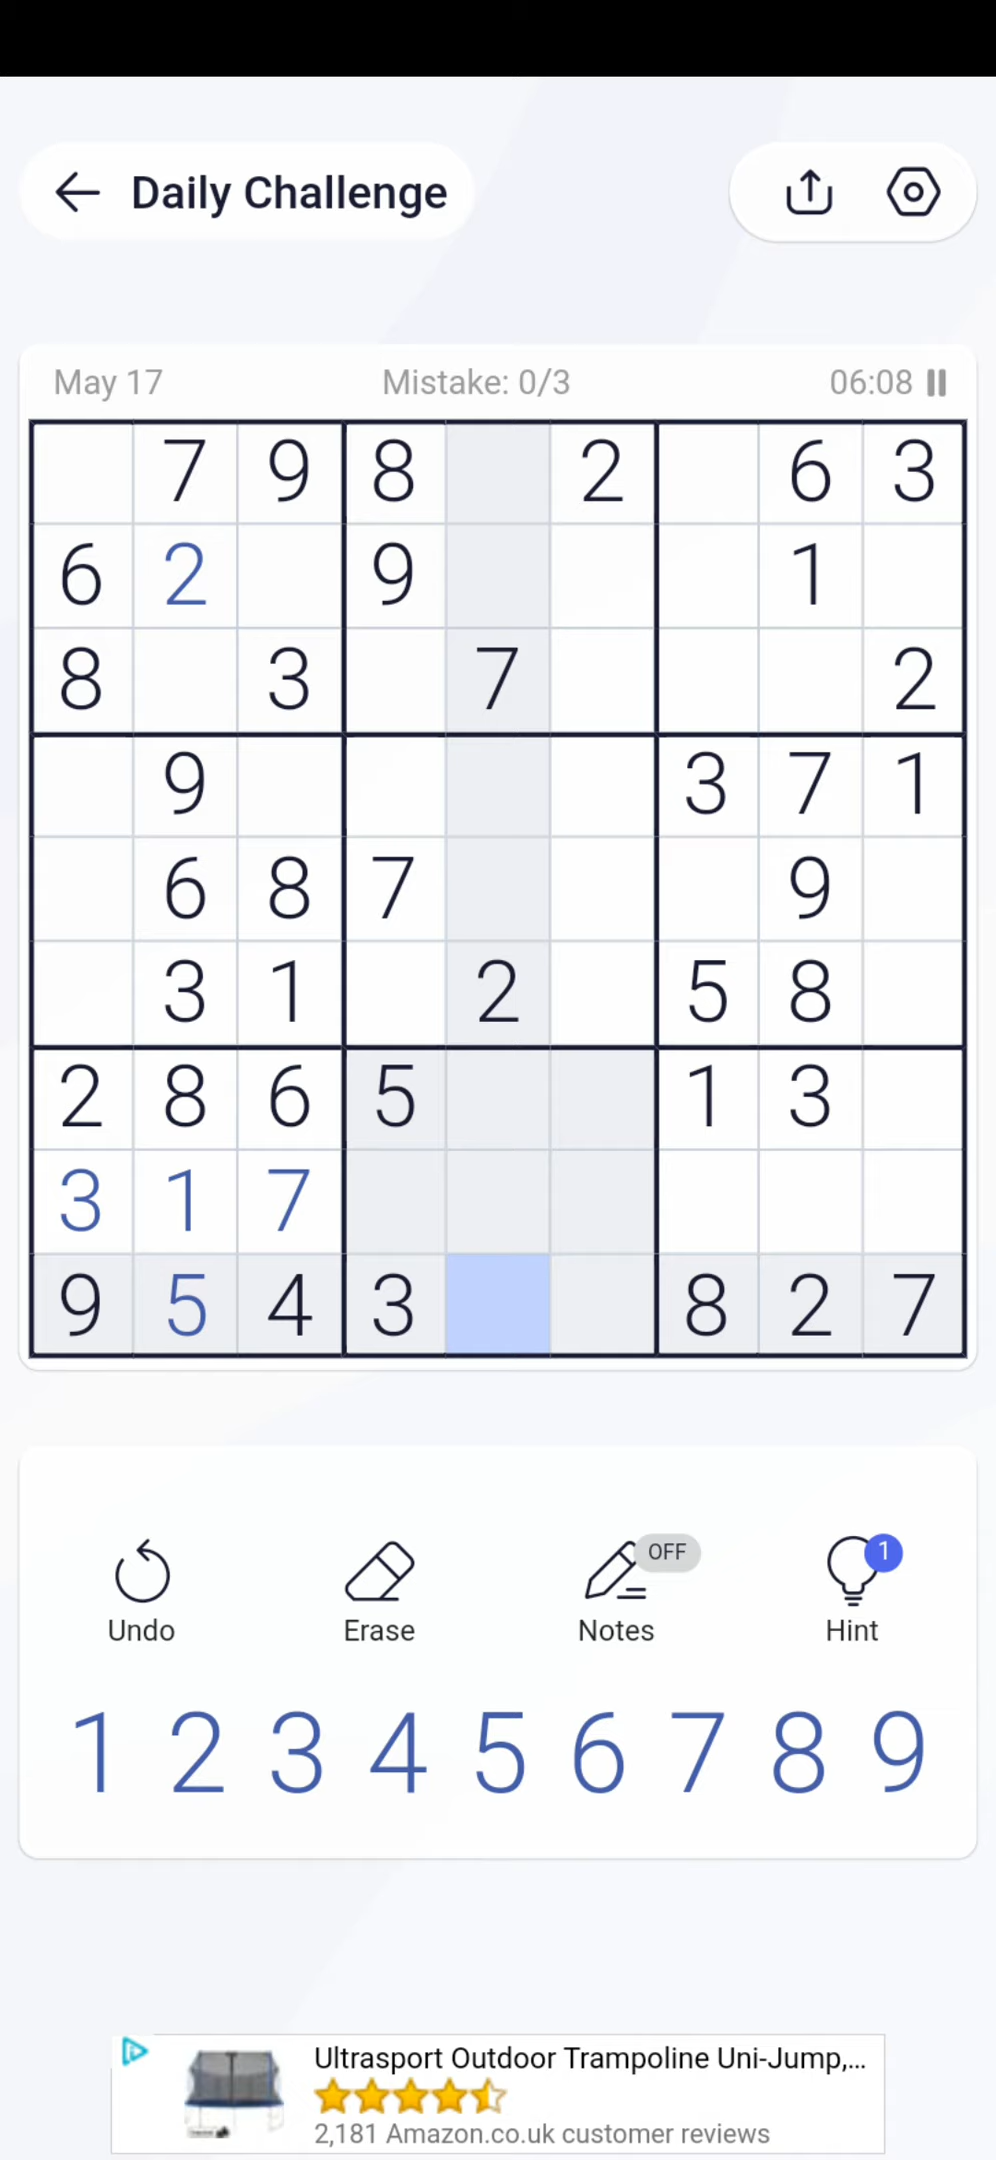 Daily Challenge
May 17 Mistake: 0/3 06:08
7 9 8 2 6 3
6 2 9 1
8 3 7 2
9 3 7 1
6 8 7 9
3 1 2 5 8
2 8 6 5 1 3
3 1 7
9 5 4 3 8 2 7
OFF 1
Undo Erase Notes Hint
1 2 3 4 5 6 7 8 9
Ultrasport Outdoor Trampoline Uni-Jump,...
2,181 Amazon.co.uk customer reviews